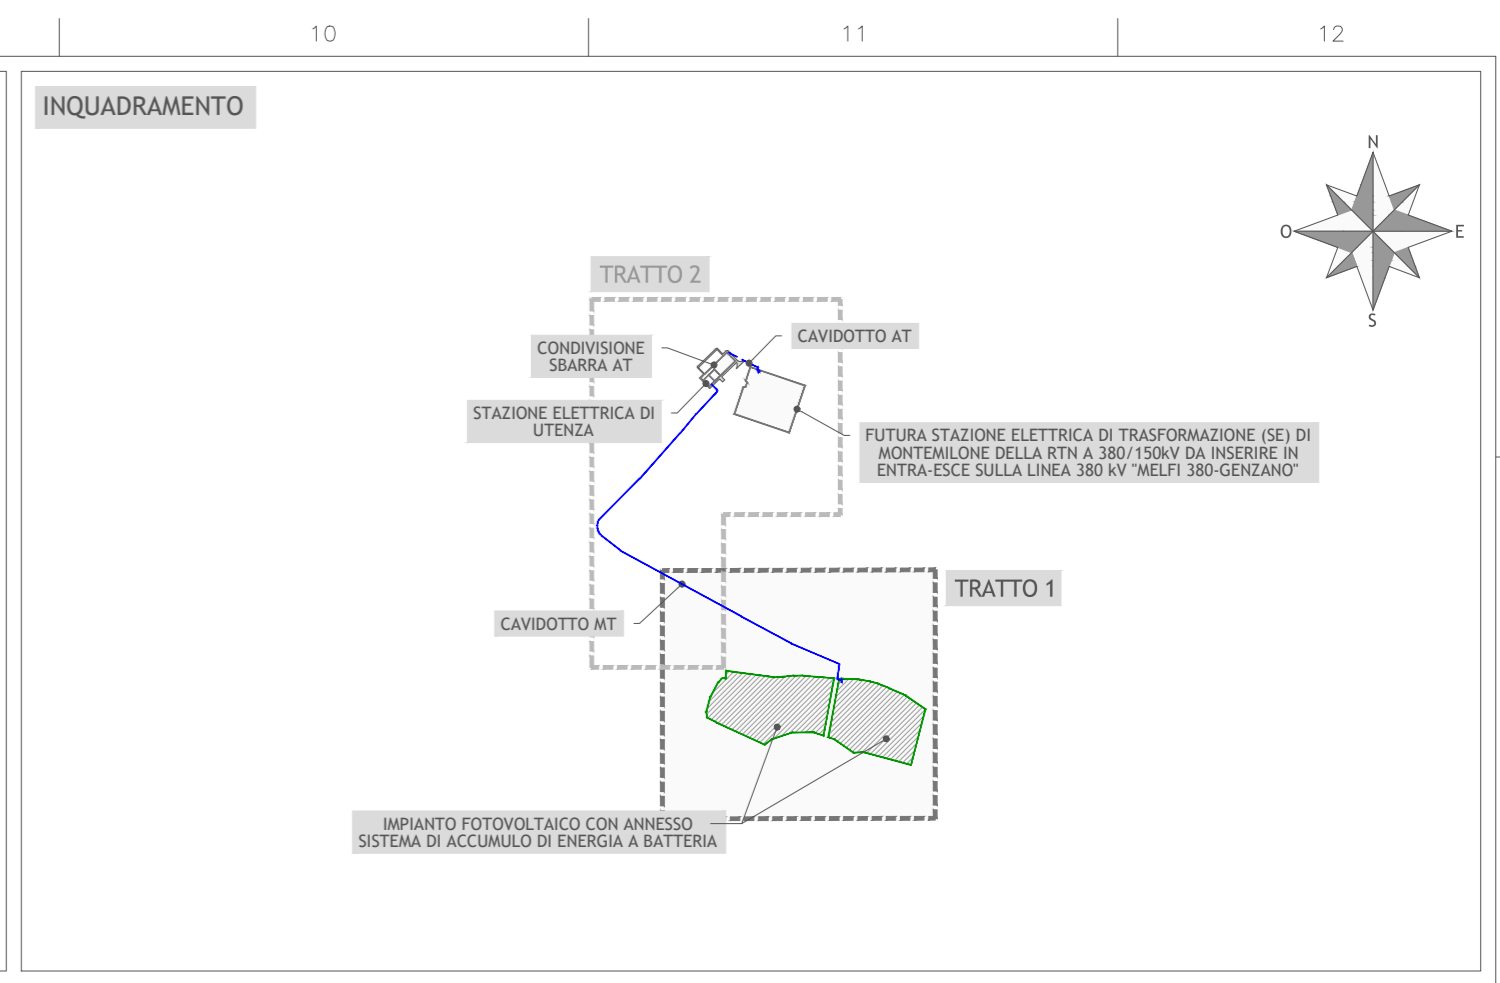 10
11
12
INQUADRAMENTO
N
O
E
S
TRATTO 2
CAVIDOTTO AT
CONDIVISIONE
SBARRA AT
STAZIONE ELETTRICA DI
UTENZA
FUTURA STAZIONE ELETTRICA DI TRASFORMAZIONE (SE) DI
MONTEMILONE DELLA RTN A 380/150kV DA INSERIRE IN
ENTRA-ESCE SULLA LINEA 380 kV "MELFI 380-GENZANO"
TRATTO 1
CAVIDOTTO MT
IMPIANTO FOTOVOLTAICO CON ANNESSO
SISTEMA DI ACCUMULO DI ENERGIA A BATTERIA